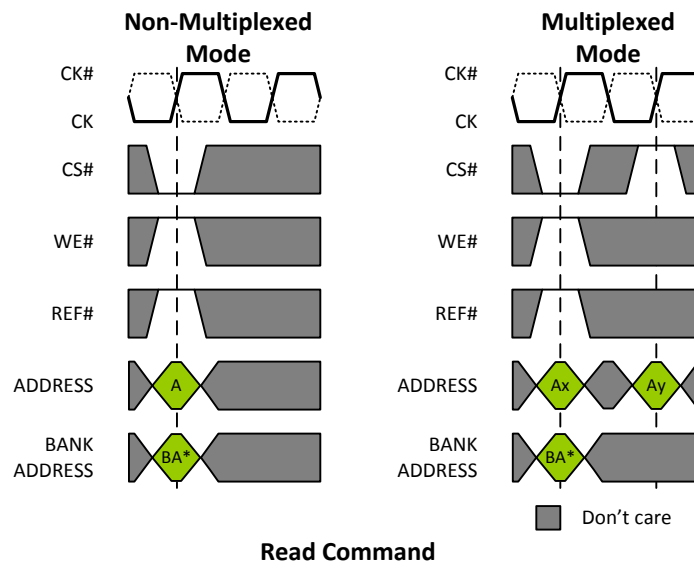 Non-Multiplexed
Mode
Multiplexed
Mode
CK#
CK
CS#
WE#
REF#
ADDRESS
A
BANK
ADDRESS
BA*
CK#
CK
CS#
WE#
REF#
ADDRESS
Ax
Ay
BANK
ADDRESS
BA*
Don't care
Read Command